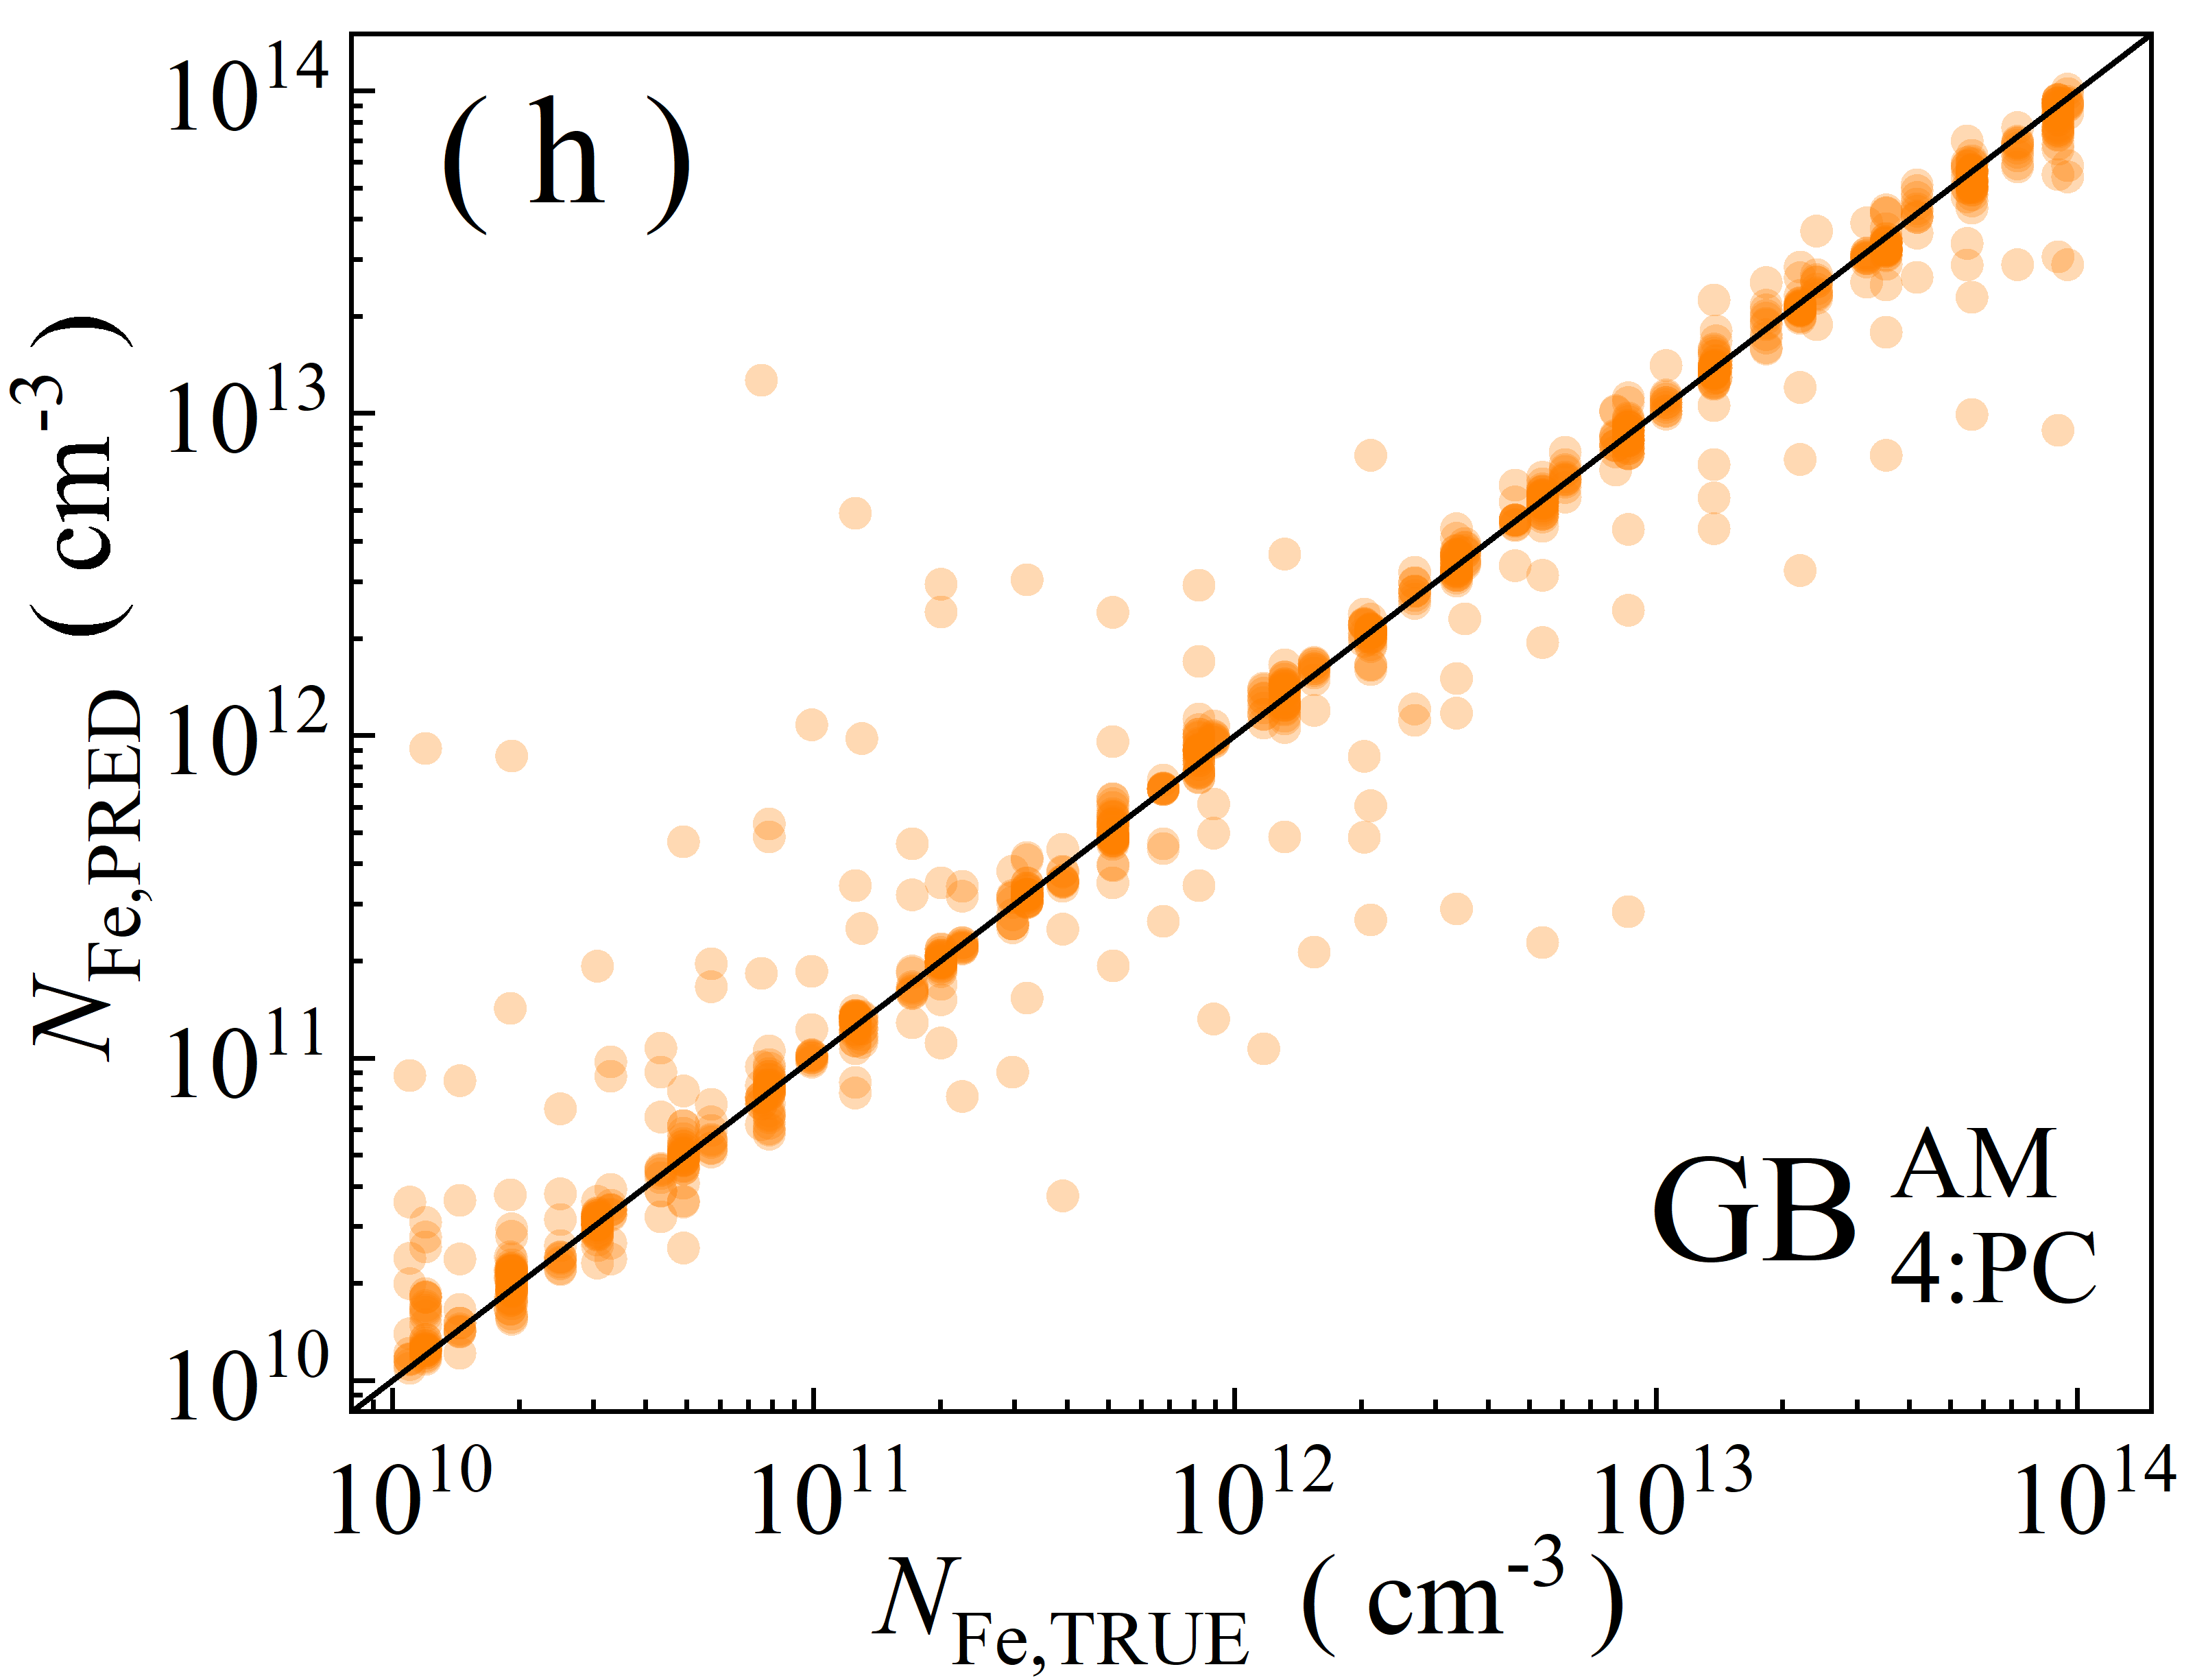 ( h )
10^14
10^13
10^12
10^11
10^10
N_Fe,PRED ( cm^-3 )
GB AM
4:PC
10^10 10^11 10^12 10^13 10^14
N_Fe,TRUE ( cm^-3 )